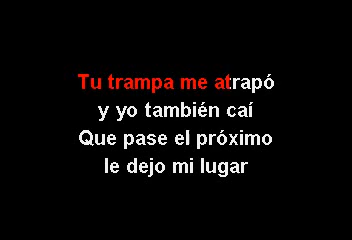 Tu trampa me atrapó
y yo también caí
Que pase el próximo
le dejo mi lugar